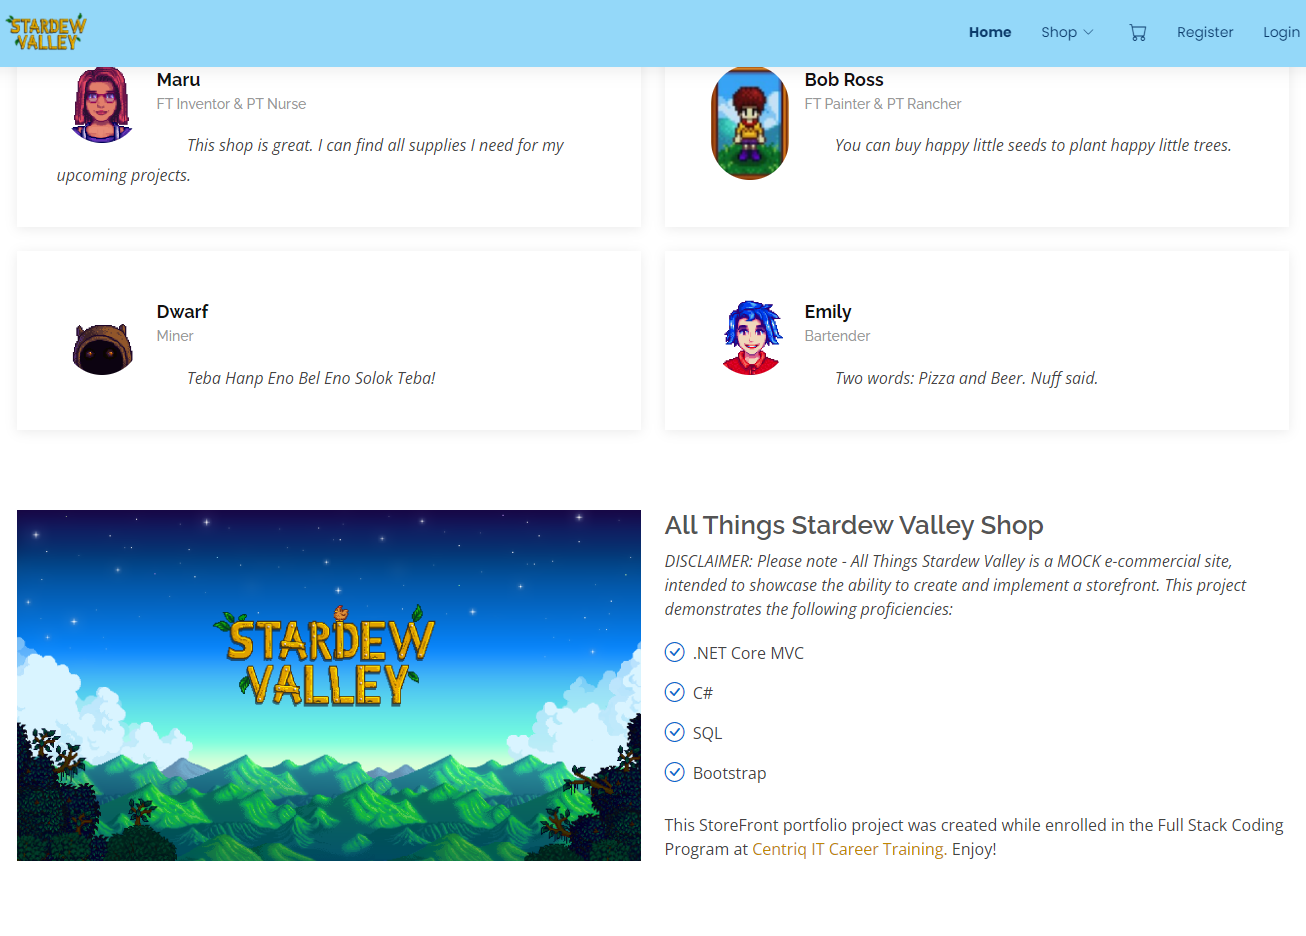 STARDEW
VALLEY
Home
Shop
Register
Login
Maru
FT Inventor & PT Nurse
This shop is great. I can find all supplies I need for my
upcoming projects.
Bob Ross
FT Painter & PT Rancher
You can buy happy little seeds to plant happy little trees.
Dwarf
Miner
Teba Hanp Eno Bel Eno Solok Teba!
Emily
Bartender
Two words: Pizza and Beer. Nuff said.
STARDEW
VALLEY
All Things Stardew Valley Shop
DISCLAIMER: Please note - All Things Stardew Valley is a MOCK e-commercial site,
intended to showcase the ability to create and implement a storefront. This project
demonstrates the following proficiencies:
.NET Core MVC
C#
SQL
Bootstrap
This StoreFront portfolio project was created while enrolled in the Full Stack Coding
Program at Centriq IT Career Training. Enjoy!